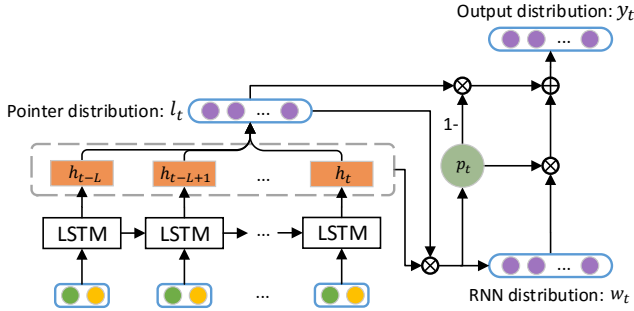 Output distribution: y_t
...
Pointer distribution: l_t
...
1-
h_{t-L}
h_{t-L+1}
...
h_t
p_t
LSTM
LSTM
...
LSTM
...
...
RNN distribution: w_t